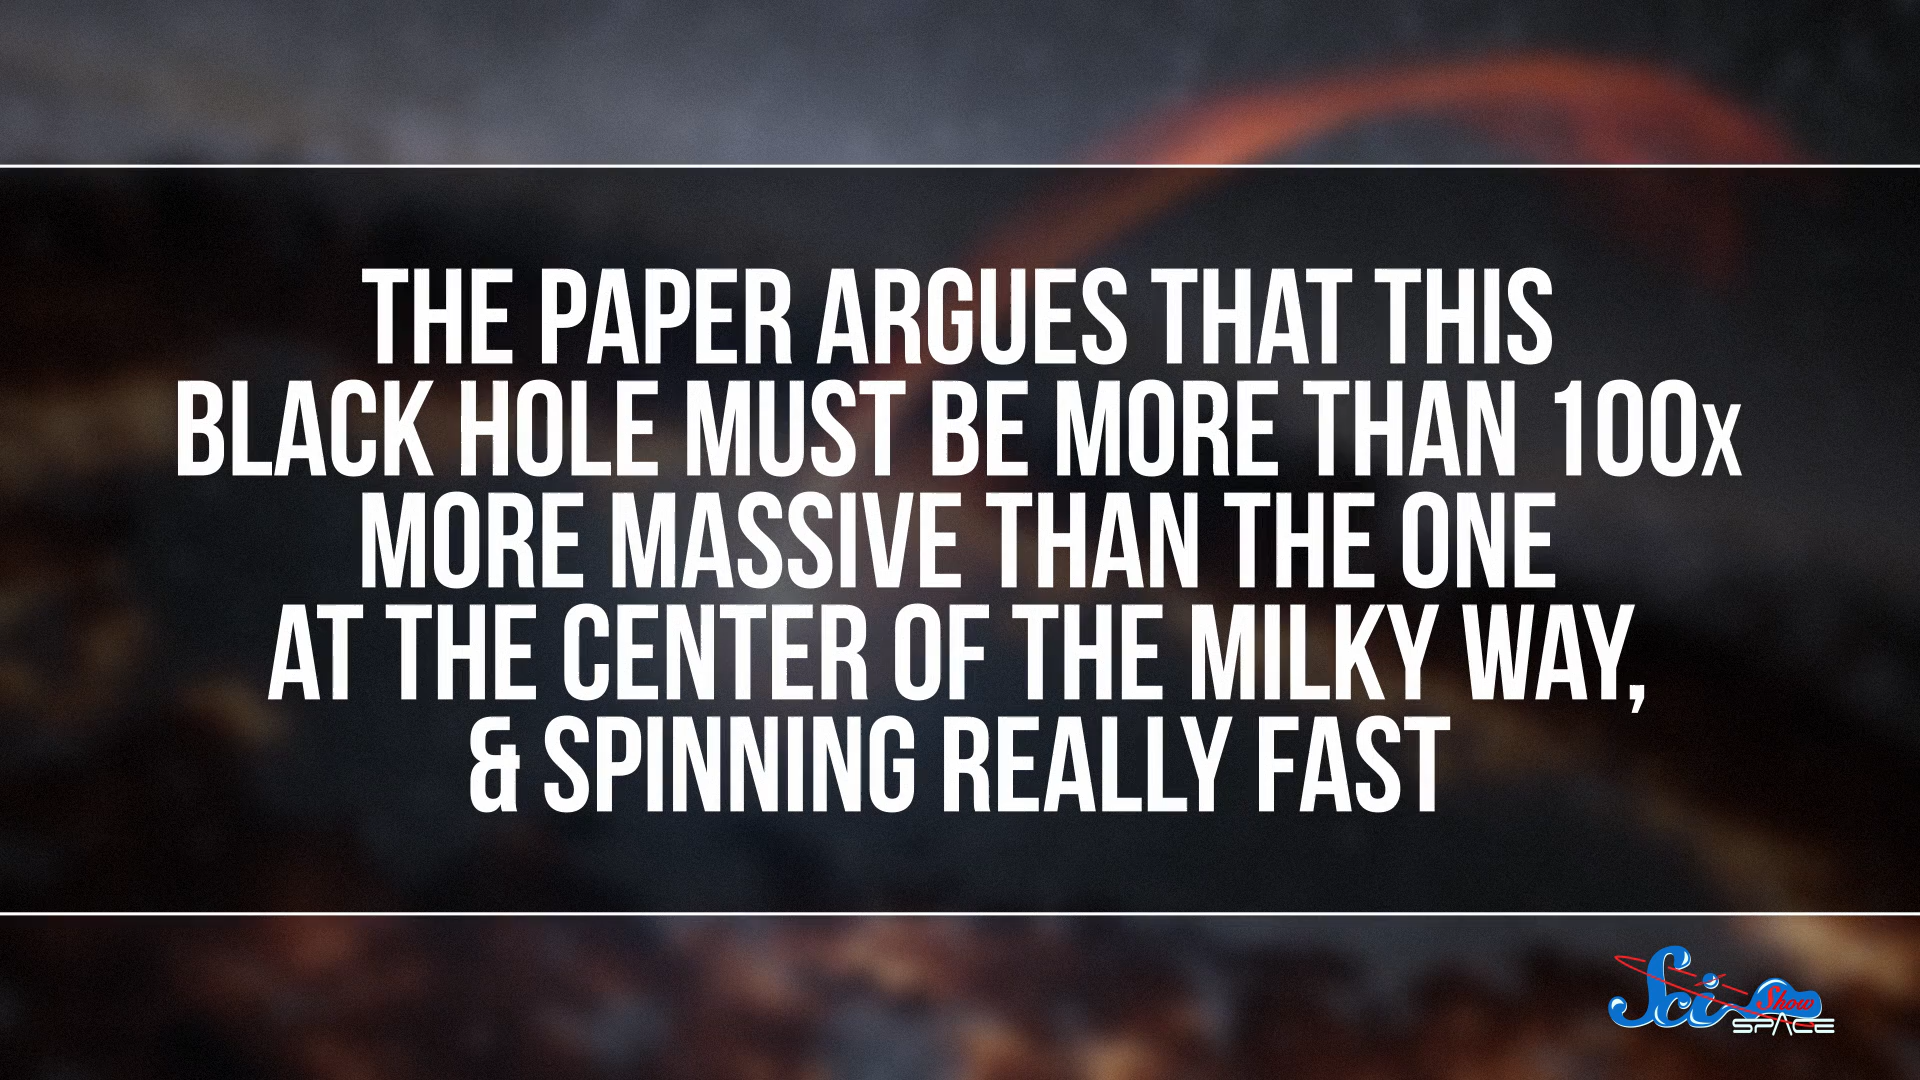 THE PAPER ARGUES THAT THIS
BLACK HOLE MUST BE MORE THAN 100x
MORE MASSIVE THAN THE ONE
AT THE CENTER OF THE MILKY WAY,
& SPINNING REALLY FAST
Sci Show
SPACE